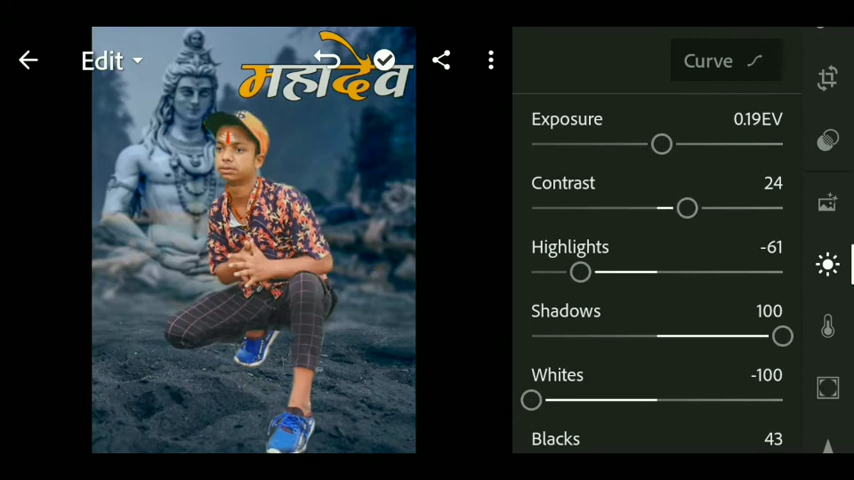 Edit
महादेव
Curve
Exposure 0.19EV
Contrast 24
Highlights -61
Shadows 100
Whites -100
Blacks 43